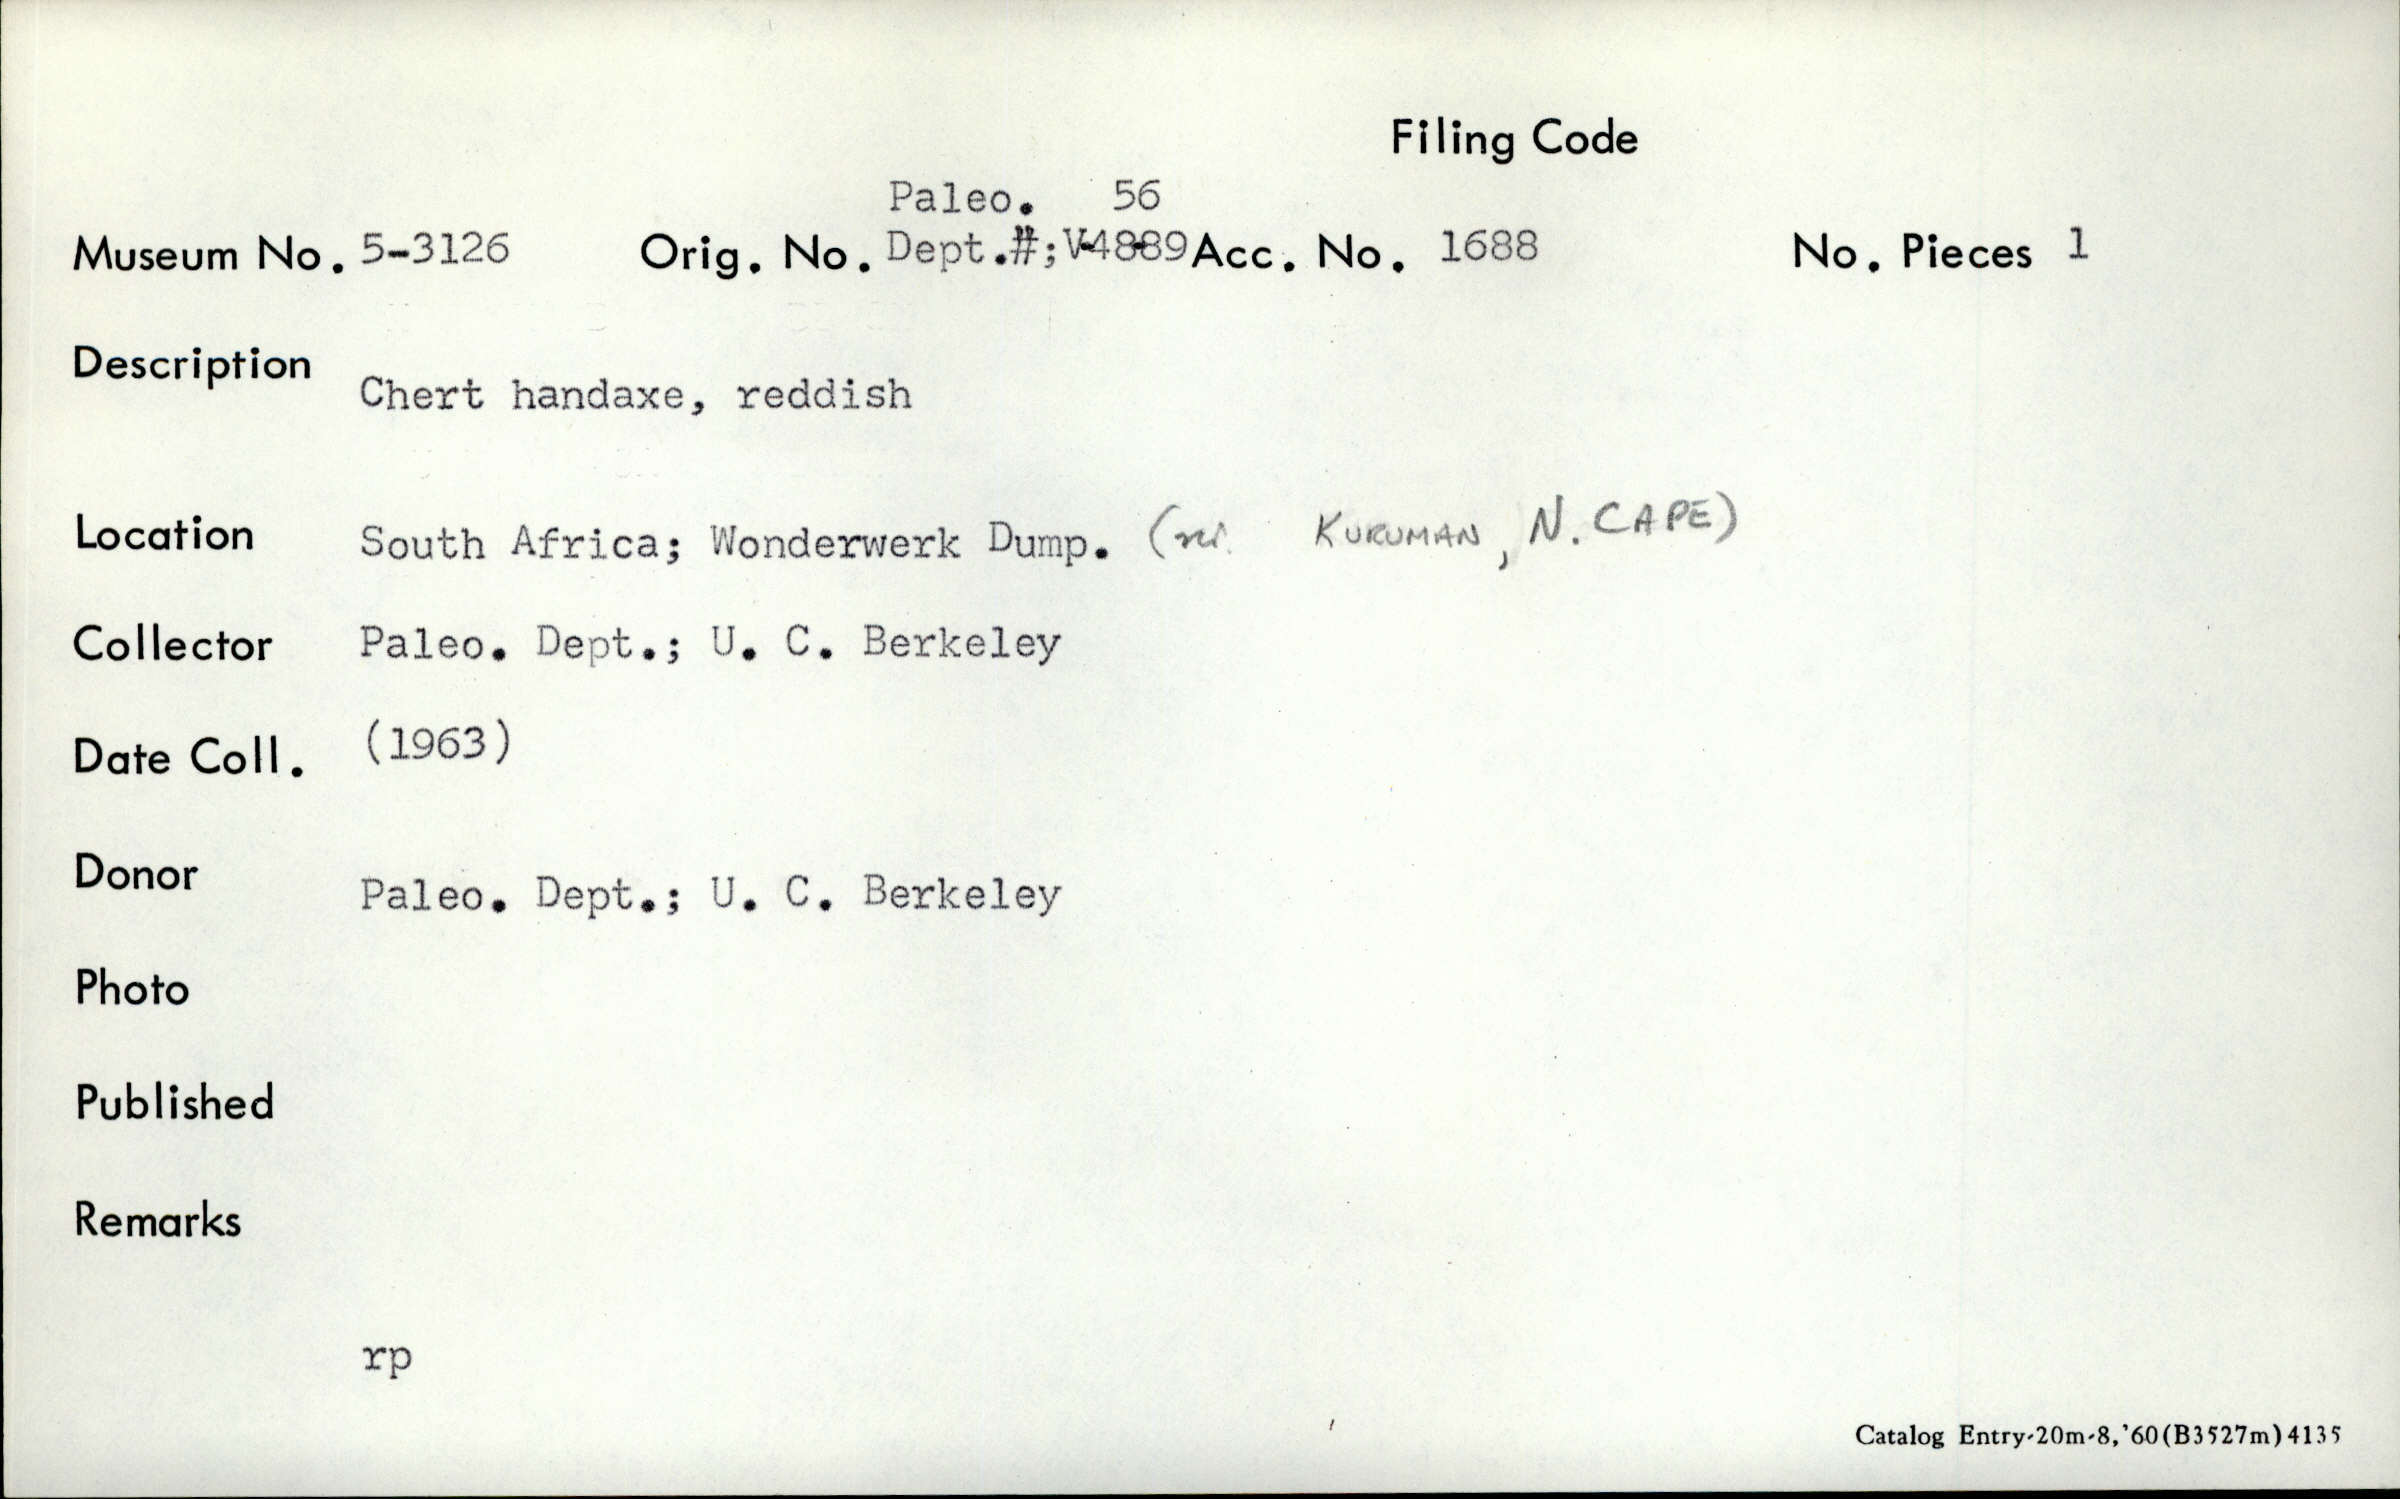 Filing Code
Paleo. 56
Museum No. 5-3126 Orig. No. Dept.#;V-4889 Acc. No. 1688 No. Pieces 1
Description
Chert handaxe, reddish
Location South Africa; Wonderwerk Dump. ( KURUMAN, N. CAPE)
Collector Paleo. Dept.; U. C. Berkeley
Date Coll. (1963)
Donor
Paleo. Dept.; U. C. Berkeley
Photo
Published
Remarks
rp
Catalog Entry-20m-8,'60(B3527m)4135